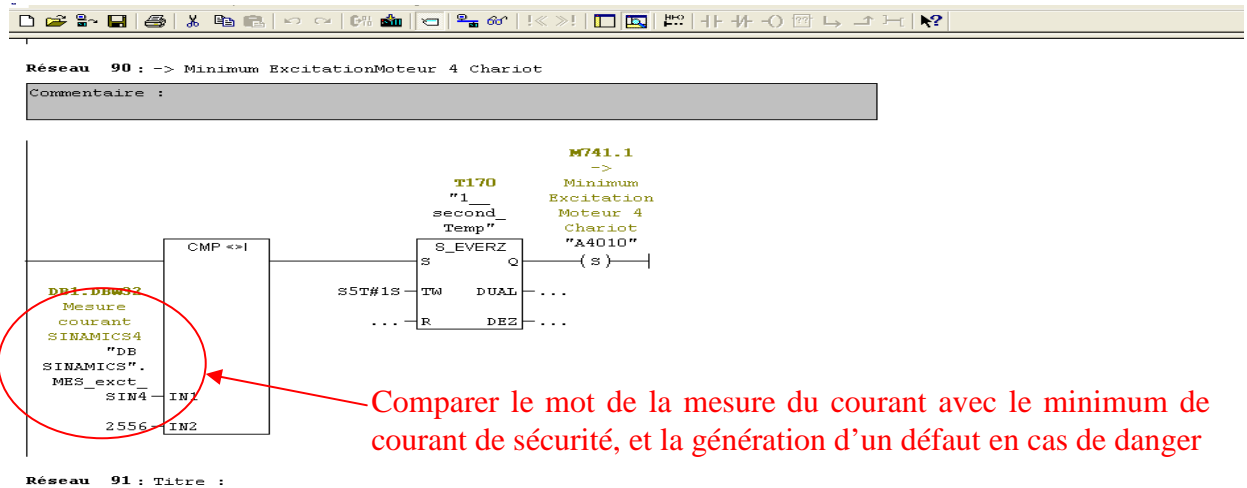 Réseau 90 : -> Minimum ExcitationMoteur 4 Chariot
Commentaire :
M741.1
->
Minimum
Excitation
Moteur 4
Chariot
"A4010"
(S)
T170
"1__
second_
Temp"
S_EVERZ
S Q
S5T#1S TW DUAL ...
... R DEZ ...
CMP <>I
DB1.DBW32
Mesure
courant
SINAMICS4
"DB
SINAMICS".
MES_exct_
SIN4 IN1
2556 IN2
Comparer le mot de la mesure du courant avec le minimum de
courant de sécurité, et la génération d'un défaut en cas de danger
Réseau 91 : Titre :